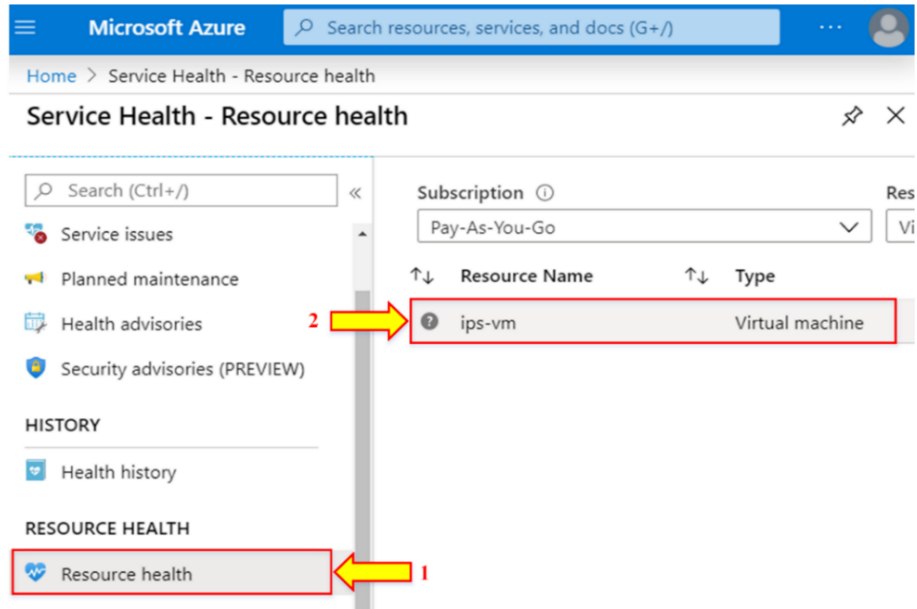 Microsoft Azure
Search resources, services, and docs (G+/)
...
Home > Service Health - Resource health
Service Health - Resource health
Search (Ctrl+/)
«
Service issues
Planned maintenance
Health advisories
Security advisories (PREVIEW)
HISTORY
Health history
RESOURCE HEALTH
Resource health
1
Subscription
Res
Pay-As-You-Go
Vi
↑↓ Resource Name ↑↓ Type
2
ips-vm Virtual machine